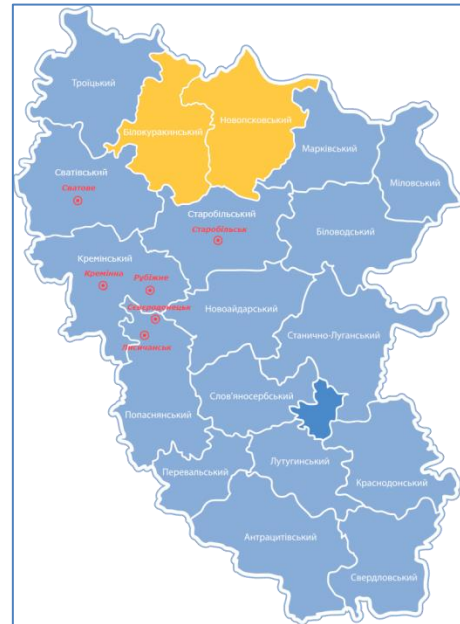 Троїцький
Білокуракинський
Новопсковський
Марківський
Міловський
Сватівський
Сватове
Старобільський
Старобільськ
Біловодський
Кремінський
Кремінна
Рубіжне
Сєвєродонецьк
Лисичанськ
Новоайдарський
Станично-Луганський
Слов'яносербський
Попаснянський
Перевальський
Лутугинський
Краснодонський
Антрацитівський
Свердловський